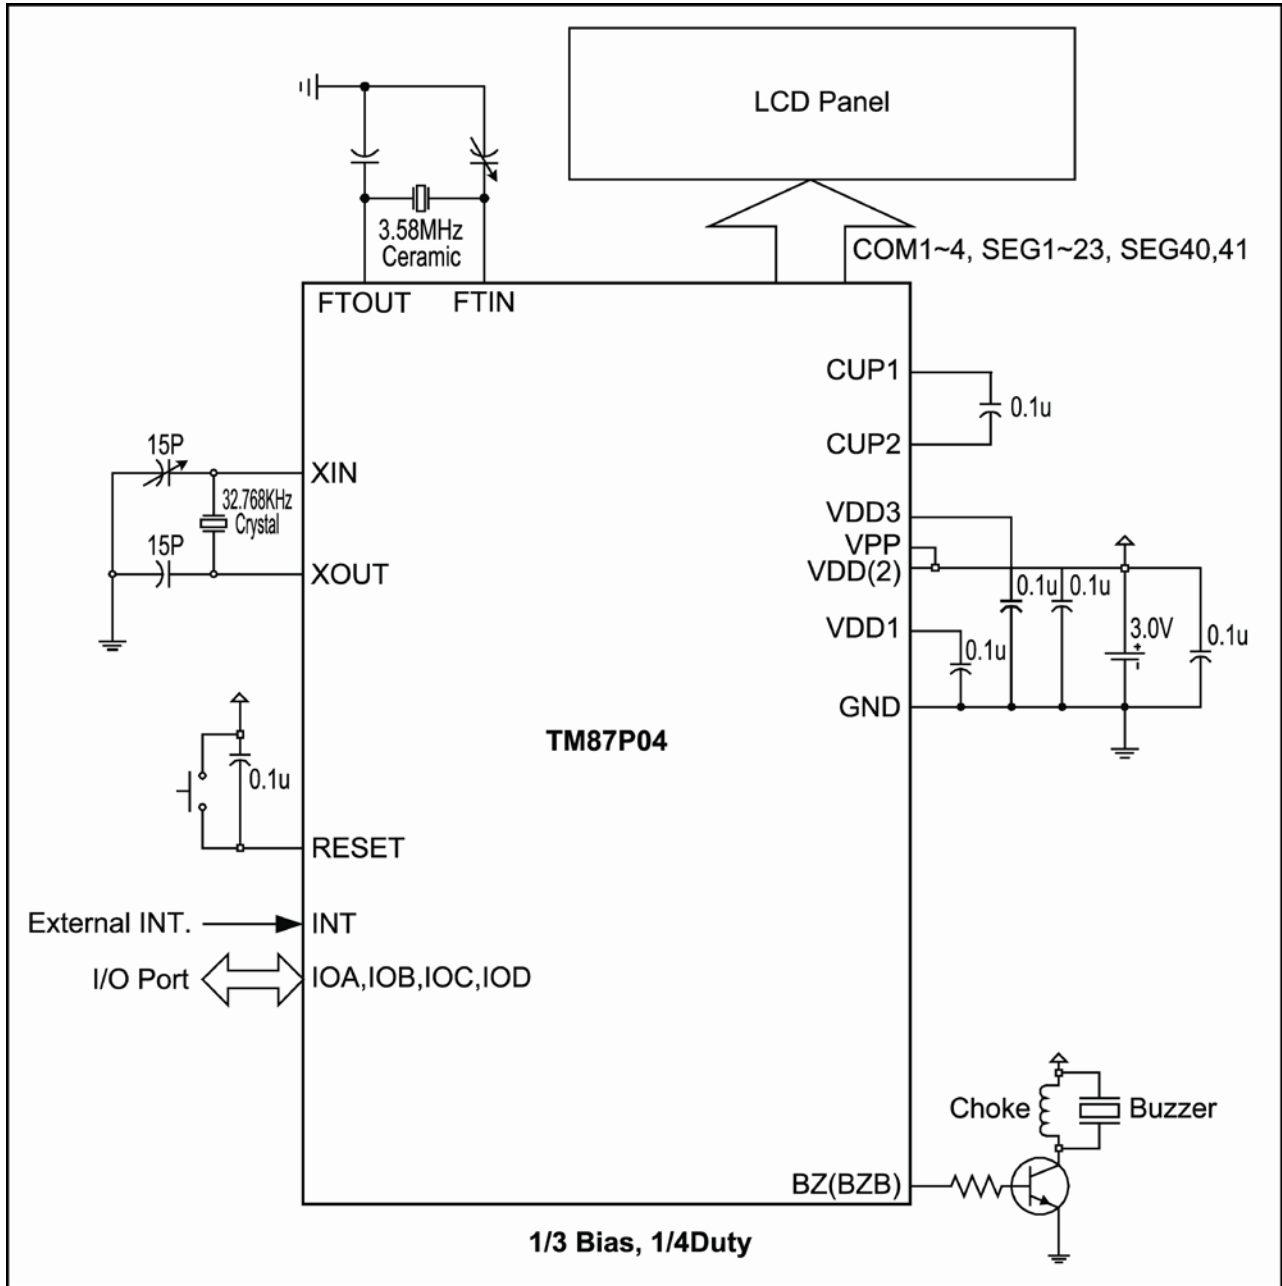 LCD Panel
3.58MHz
Ceramic
COM1~4, SEG1~23, SEG40,41
FTOUT
FTIN
CUP1
0.1u
CUP2
15P
XIN
32.768KHz
Crystal
15P
XOUT
VDD3
VPP
VDD(2)
0.1u
0.1u
VDD1
0.1u
3.0V
+
-
0.1u
GND
TM87P04
0.1u
RESET
External INT.
INT
I/O Port
IOA,IOB,IOC,IOD
Choke
Buzzer
BZ(BZB)
1/3 Bias, 1/4Duty